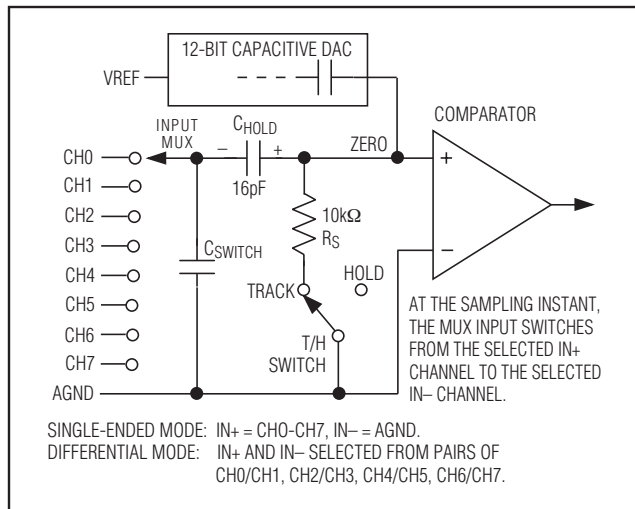 12-BIT CAPACITIVE DAC
VREF
COMPARATOR
INPUT
MUX
CHOLD
ZERO
– +
16pF
+
–
CH0
CH1
CH2
CH3
CH4
CH5
CH6
CH7
AGND
CSWITCH
10kΩ
RS
HOLD
TRACK
T/H
SWITCH
AT THE SAMPLING INSTANT,
THE MUX INPUT SWITCHES
FROM THE SELECTED IN+
CHANNEL TO THE SELECTED
IN– CHANNEL.
SINGLE-ENDED MODE: IN+ = CHO-CH7, IN– = AGND.
DIFFERENTIAL MODE: IN+ AND IN– SELECTED FROM PAIRS OF
CH0/CH1, CH2/CH3, CH4/CH5, CH6/CH7.